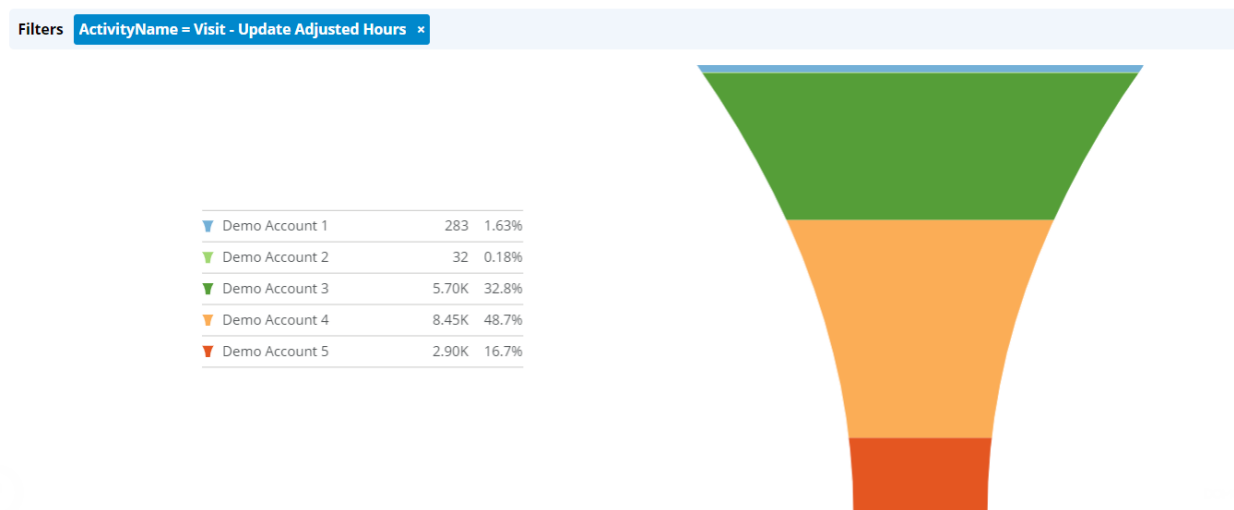 Filters ActivityName = Visit - Update Adjusted Hours ×
Demo Account 1 283 1.63%
Demo Account 2 32 0.18%
Demo Account 3 5.70K 32.8%
Demo Account 4 8.45K 48.7%
Demo Account 5 2.90K 16.7%